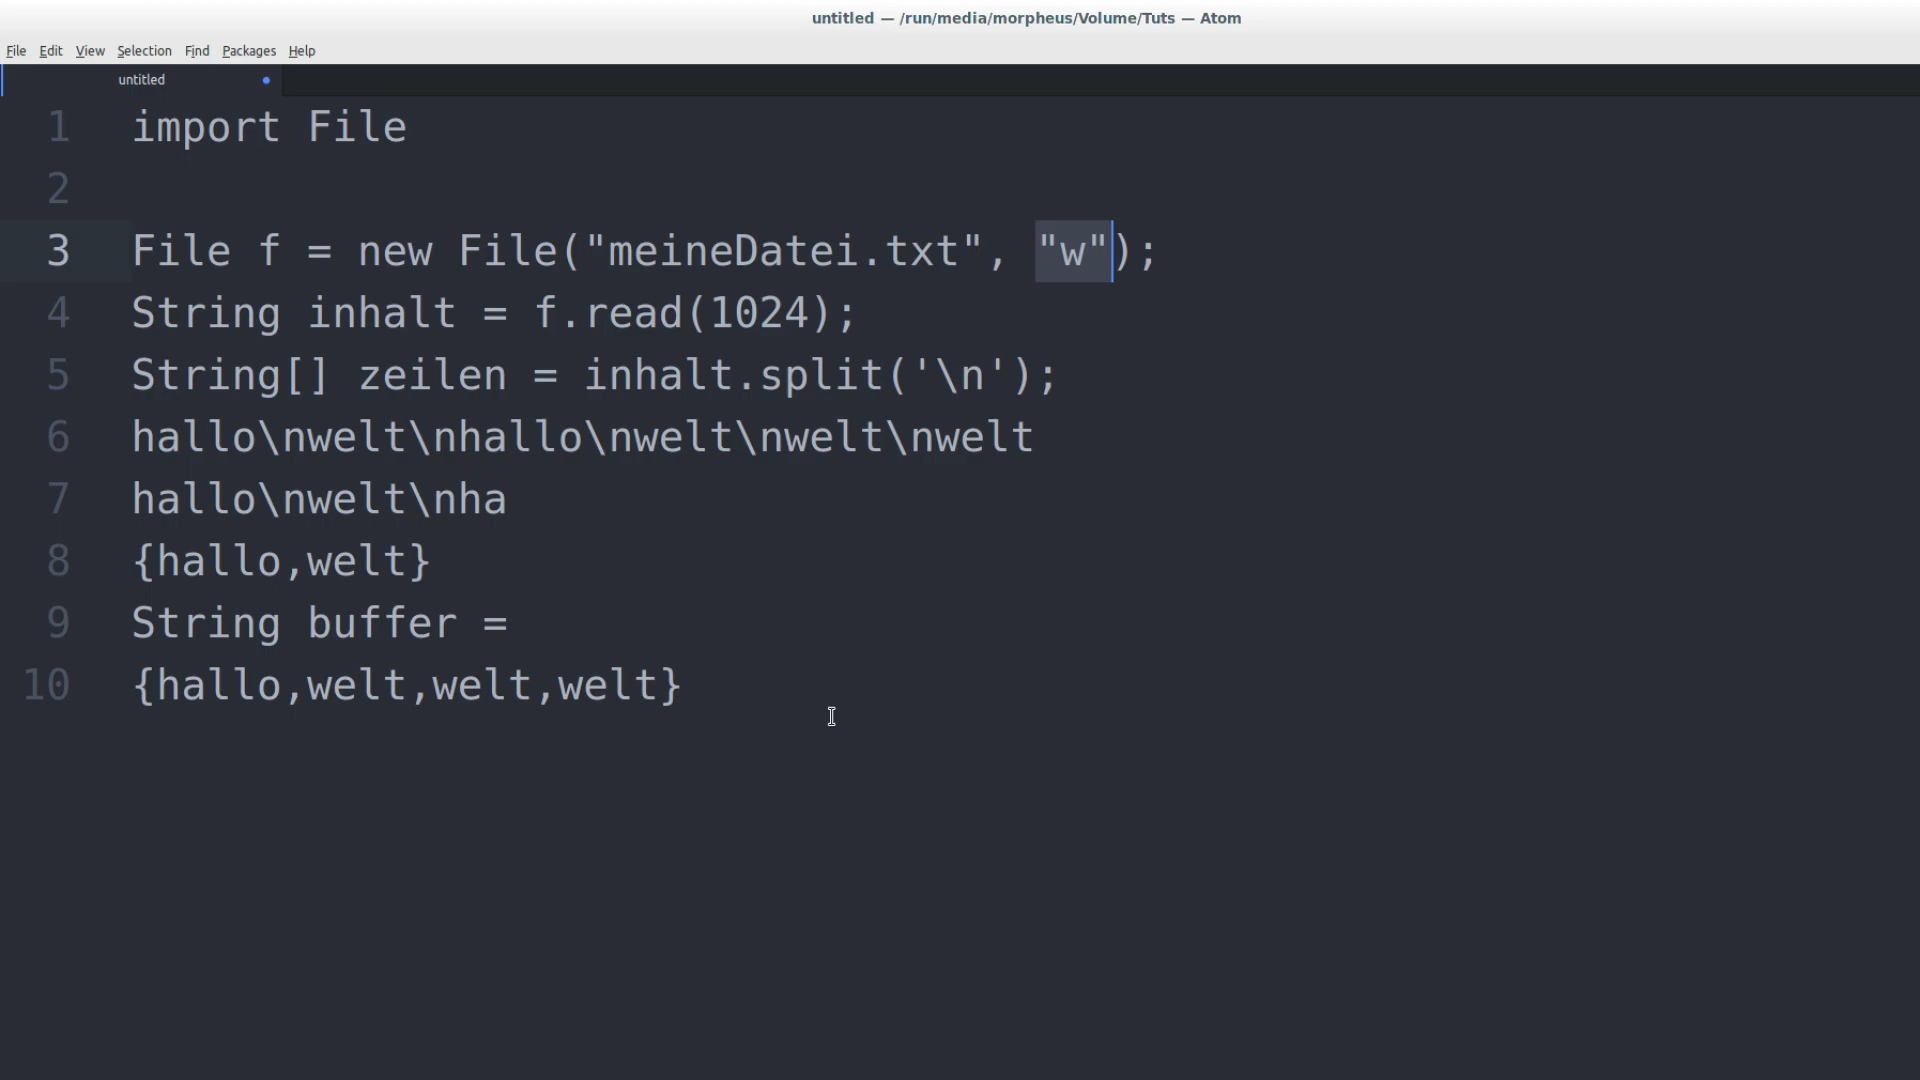 untitled — /run/media/morpheus/Volume/Tuts — Atom
File Edit View Selection Find Packages Help
untitled
1 import File
2
3 File f = new File("meineDatei.txt", "w");
4 String inhalt = f.read(1024);
5 String[] zeilen = inhalt.split('\n');
6 hallo\nwelt\nhallo\nwelt\nwelt\nwelt
7 hallo\nwelt\nha
8 {hallo,welt}
9 String buffer =
10 {hallo,welt,welt,welt}